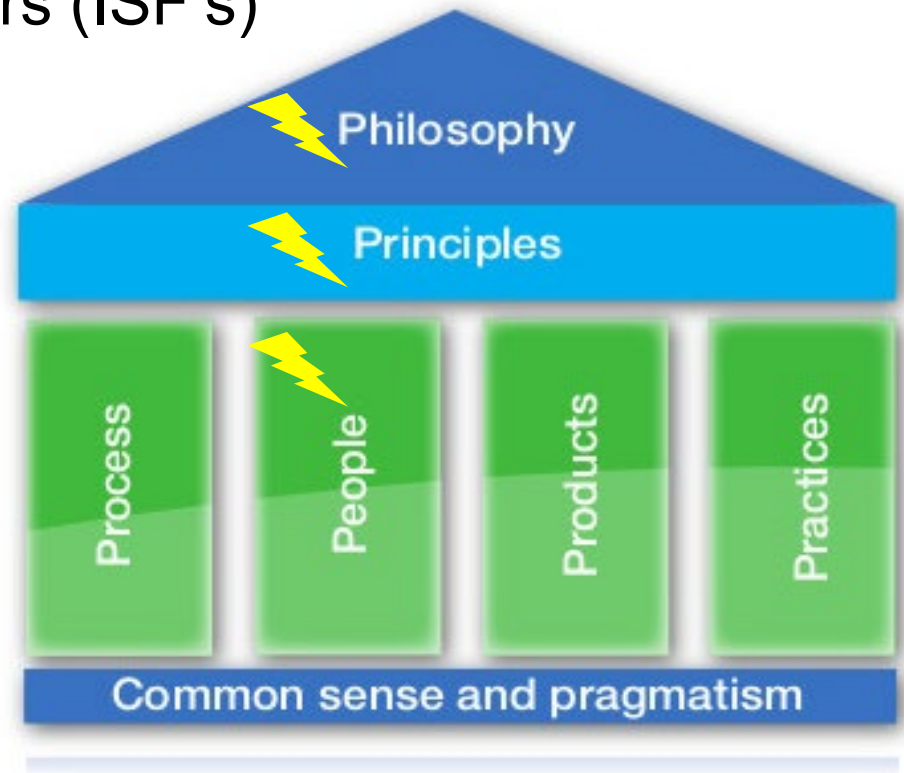 rs (ISF's)
Philosophy
Principles
Process
People
Products
Practices
Common sense and pragmatism